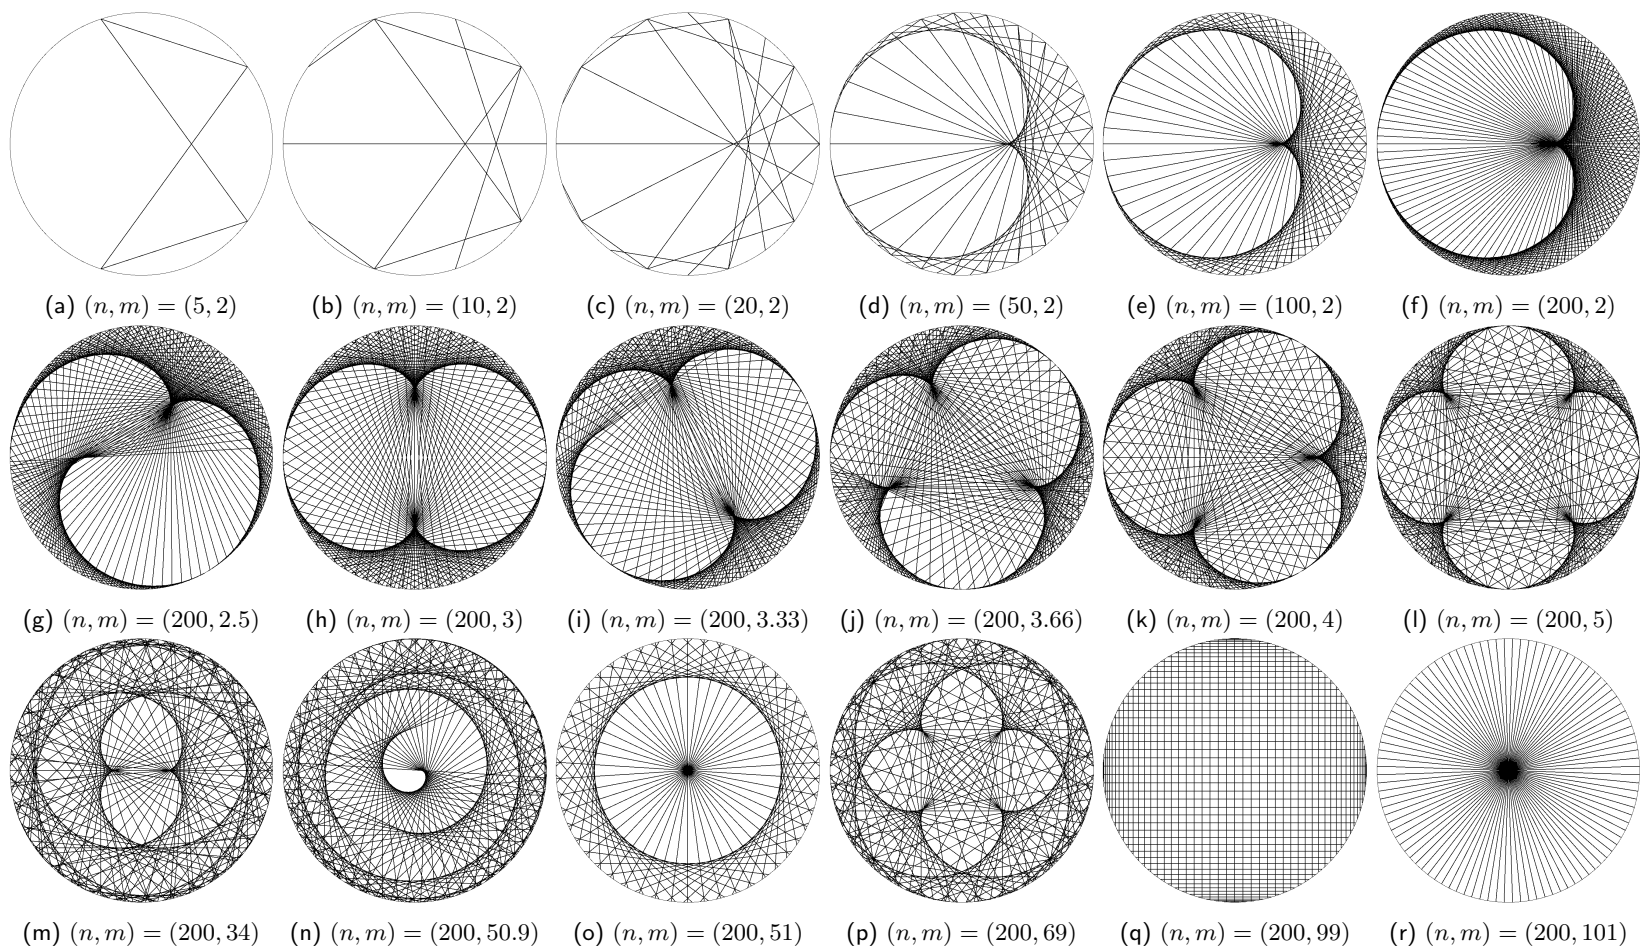 (a) (n, m) = (5, 2) (b) (n, m) = (10, 2) (c) (n, m) = (20, 2) (d) (n, m) = (50, 2) (e) (n, m) = (100, 2) (f) (n, m) = (200, 2)
(g) (n, m) = (200, 2.5) (h) (n, m) = (200, 3) (i) (n, m) = (200, 3.33) (j) (n, m) = (200, 3.66) (k) (n, m) = (200, 4) (l) (n, m) = (200, 5)
(m) (n, m) = (200, 34) (n) (n, m) = (200, 50.9) (o) (n, m) = (200, 51) (p) (n, m) = (200, 69) (q) (n, m) = (200, 99) (r) (n, m) = (200, 101)